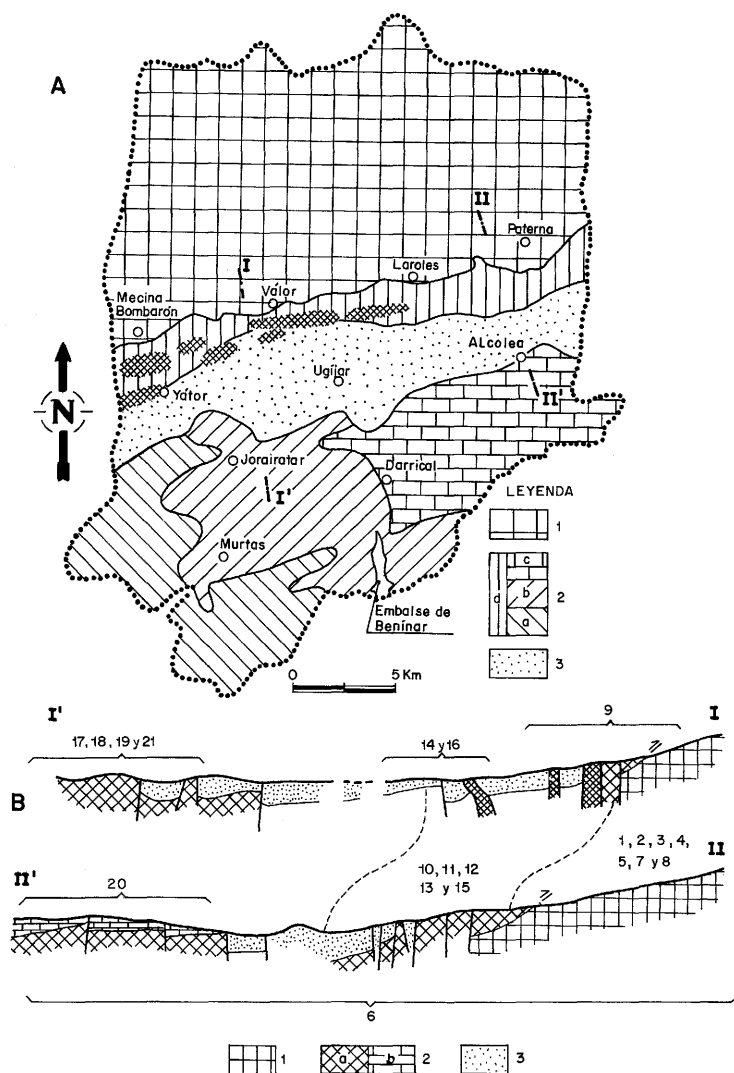 A
II
Paterna
I
Laroles
Válor
Mecina
Bombarón
ALcolea
Ugíjar
II'
N
Yátor
Jorairatar
Darrical
I'
LEYENDA
1
Murtas
c
d
b
2
a
Embalse de
Benínar
3
0
5 Km
I'
9
I
17, 18, 19 y 21
14 y 16
B
1, 2, 3, 4,
5, 7 y 8
II
10, 11, 12
13 y 15
II'
20
6
1
a
b
2
3